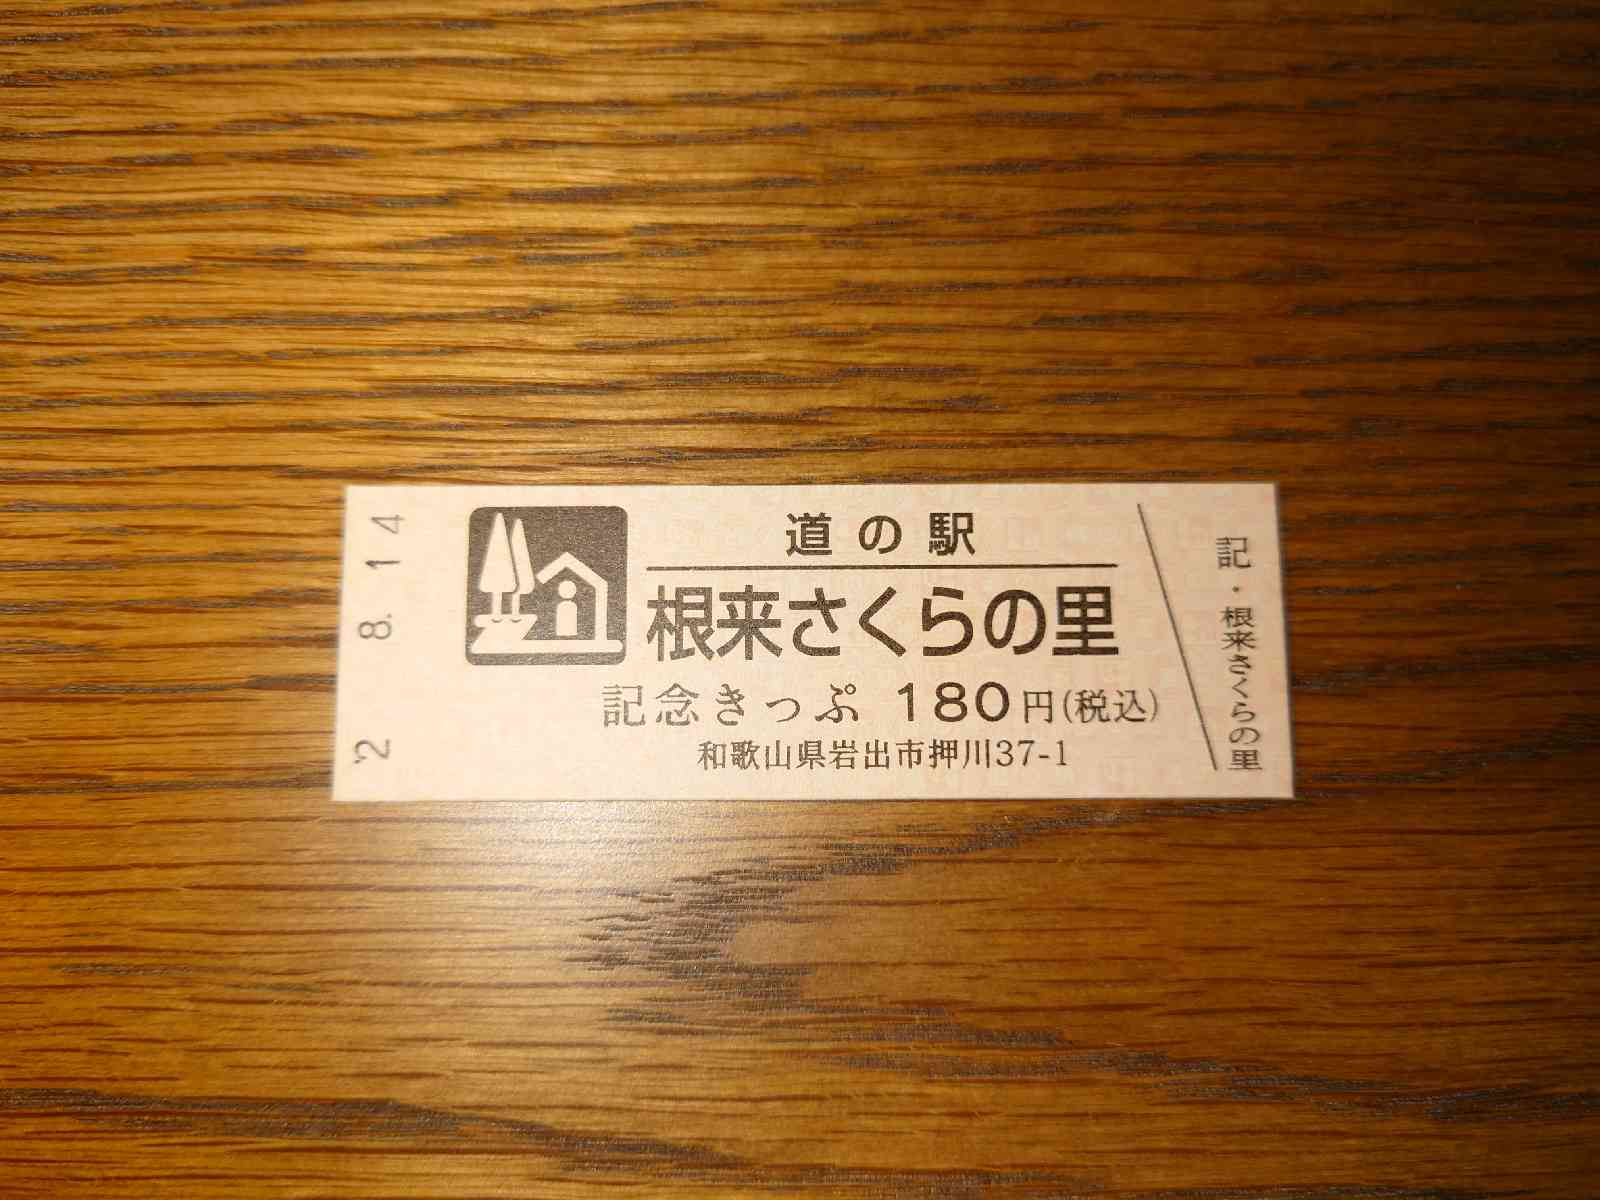 2. 8. 14
道の駅
根来さくらの里
記念きっぷ 180円(税込)
和歌山県岩出市押川37-1
記・根来さくらの里